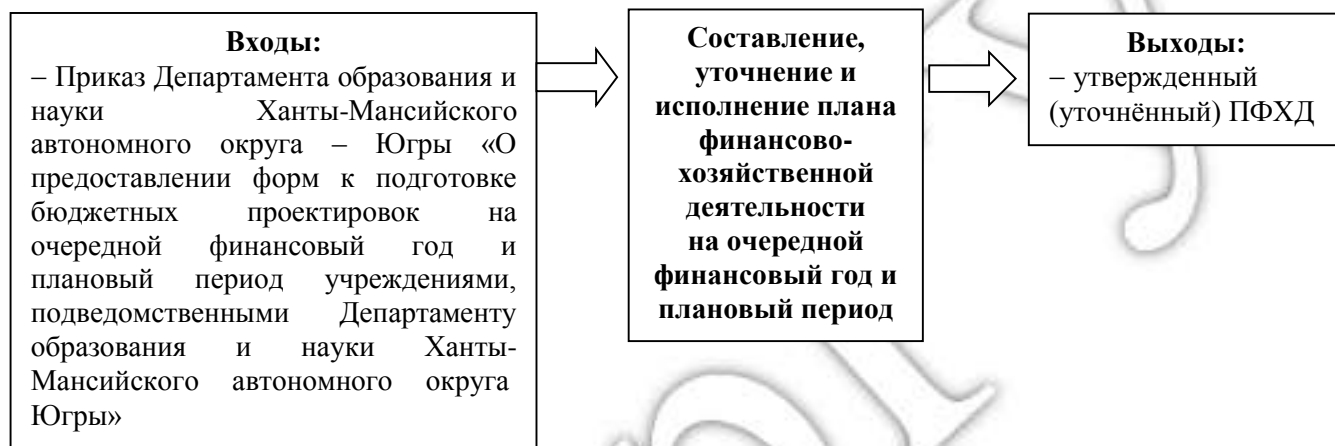 Входы:
– Приказ Департамента образования и
науки Ханты-Мансийского
автономного округа – Югры «О
предоставлении форм к подготовке
бюджетных проектировок на
очередной финансовый год и
плановый период учреждениями,
подведомственными Департаменту
образования и науки Ханты-
Мансийского автономного округа
Югры»
Составление,
уточнение и
исполнение плана
финансово-
хозяйственной
деятельности
на очередной
финансовый год и
плановый период
Выходы:
– утвержденный
(уточнённый) ПФХД